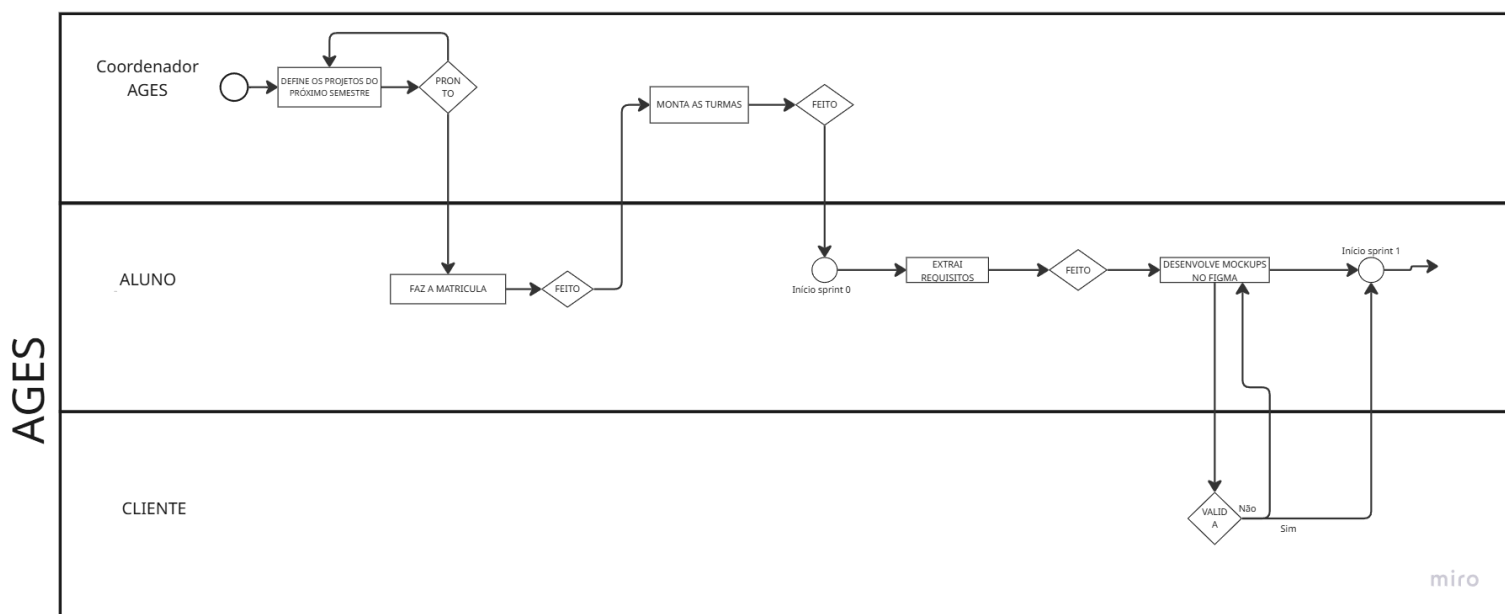 AGES
Coordenador
AGES
DEFINE OS PROJETOS DO
PRÓXIMO SEMESTRE
PRON
TO
MONTA AS TURMAS
FEITO
ALUNO
FAZ A MATRICULA
FEITO
Início sprint 0
EXTRAI
REQUISITOS
FEITO
DESENVOLVE MOCKUPS
NO FIGMA
Início sprint 1
CLIENTE
VALID
A
Não
Sim
miro